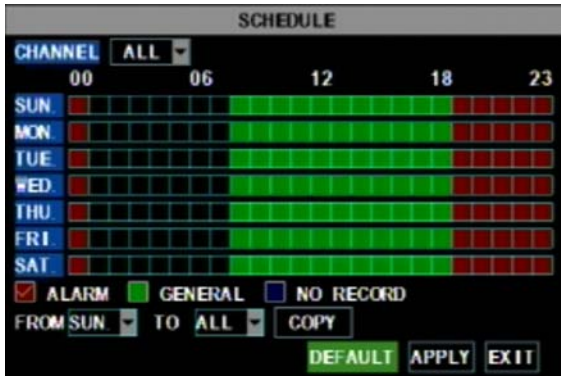 SCHEDULE
CHANNEL ALL
00 06 12 18 23
SUN.
MON.
TUE
WED.
THU.
FRI.
SAT.
ALARM GENERAL NO RECORD
FROM SUN. TO ALL COPY
DEFAULT APPLY EXIT